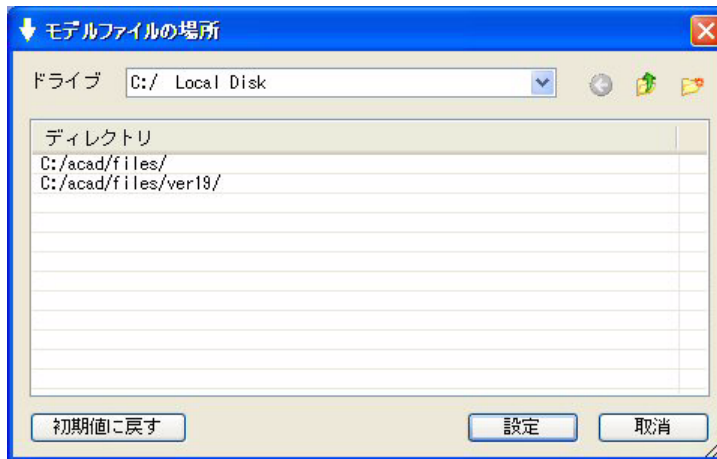 モデルファイルの場所
ドライブ C:/ Local Disk
ディレクトリ
C:/acad/files/
C:/acad/files/ver19/
初期値に戻す 設定 取消